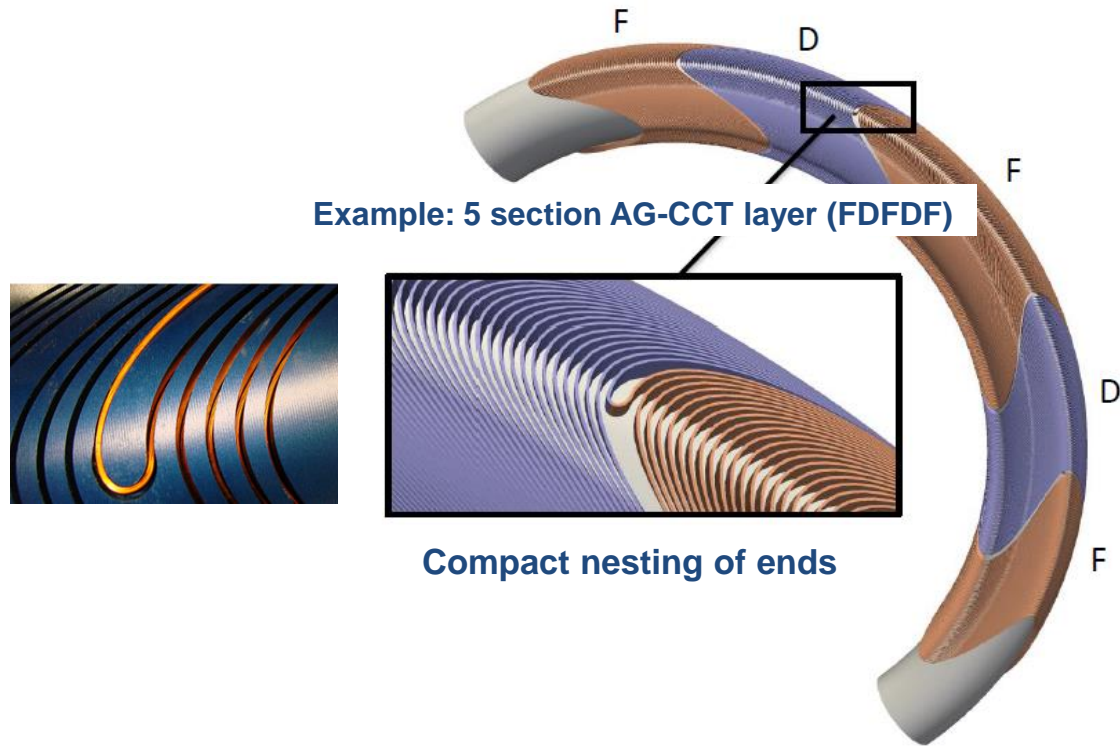 F
D
F
Example: 5 section AG-CCT layer (FDFDF)
D
Compact nesting of ends
F